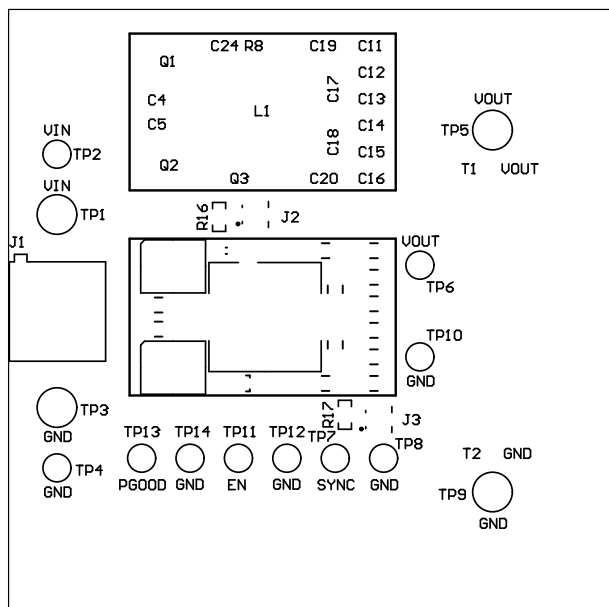 C24 R8 C19 C11
Q1
C12
C17
C4
C13
VOUT
L1
C5
C14
TP5
C18
VIN
TP2
C15
Q2
T1 VOUT
Q3
C20 C16
VIN
TP1
R16
J2
J1
VOUT
TP6
TP10
GND
TP3
GND
R17
J3
TP13 TP14 TP11 TP12 TP7 TP8
TP4
GND
PGOOD GND EN GND SYNC GND
T2 GND
TP9
GND